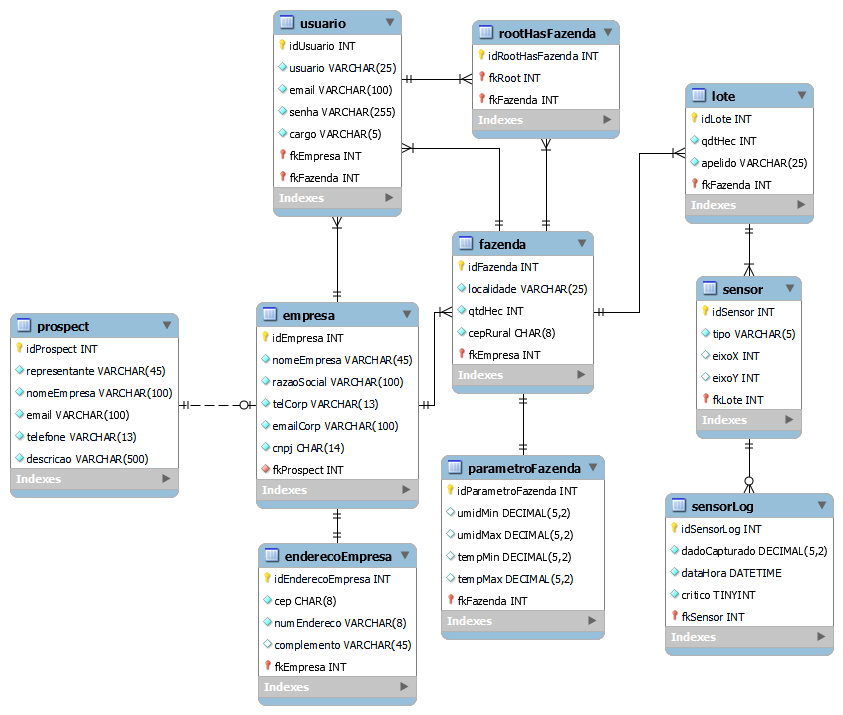 usuario
idUsuario INT
usuario VARCHAR(25)
email VARCHAR(100)
senha VARCHAR(255)
cargo VARCHAR(5)
fkEmpresa INT
fkFazenda INT
Indexes
rootHasFazenda
idRootHasFazenda INT
fkRoot INT
fkFazenda INT
Indexes
lote
idLote INT
qdtHec INT
apelido VARCHAR(25)
fkFazenda INT
Indexes
fazenda
idFazenda INT
localidade VARCHAR(25)
qtdHec INT
cepRural CHAR(8)
fkEmpresa INT
Indexes
sensor
idSensor INT
tipo VARCHAR(5)
eixoX INT
eixoY INT
fkLote INT
Indexes
prospect
idProspect INT
representante VARCHAR(45)
nomeEmpresa VARCHAR(100)
email VARCHAR(100)
telefone VARCHAR(13)
descricao VARCHAR(500)
Indexes
empresa
idEmpresa INT
nomeEmpresa VARCHAR(45)
razaoSocial VARCHAR(100)
telCorp VARCHAR(13)
emailCorp VARCHAR(100)
cnpj CHAR(14)
fkProspect INT
Indexes
parametroFazenda
idParametroFazenda INT
umidMin DECIMAL(5,2)
umidMax DECIMAL(5,2)
tempMin DECIMAL(5,2)
tempMax DECIMAL(5,2)
fkFazenda INT
Indexes
sensorLog
idSensorLog INT
dadoCapturado DECIMAL(5,2)
dataHora DATETIME
critico TINYINT
fkSensor INT
Indexes
enderecoEmpresa
idEnderecoEmpresa INT
cep CHAR(8)
numEndereco VARCHAR(8)
complemento VARCHAR(45)
fkEmpresa INT
Indexes